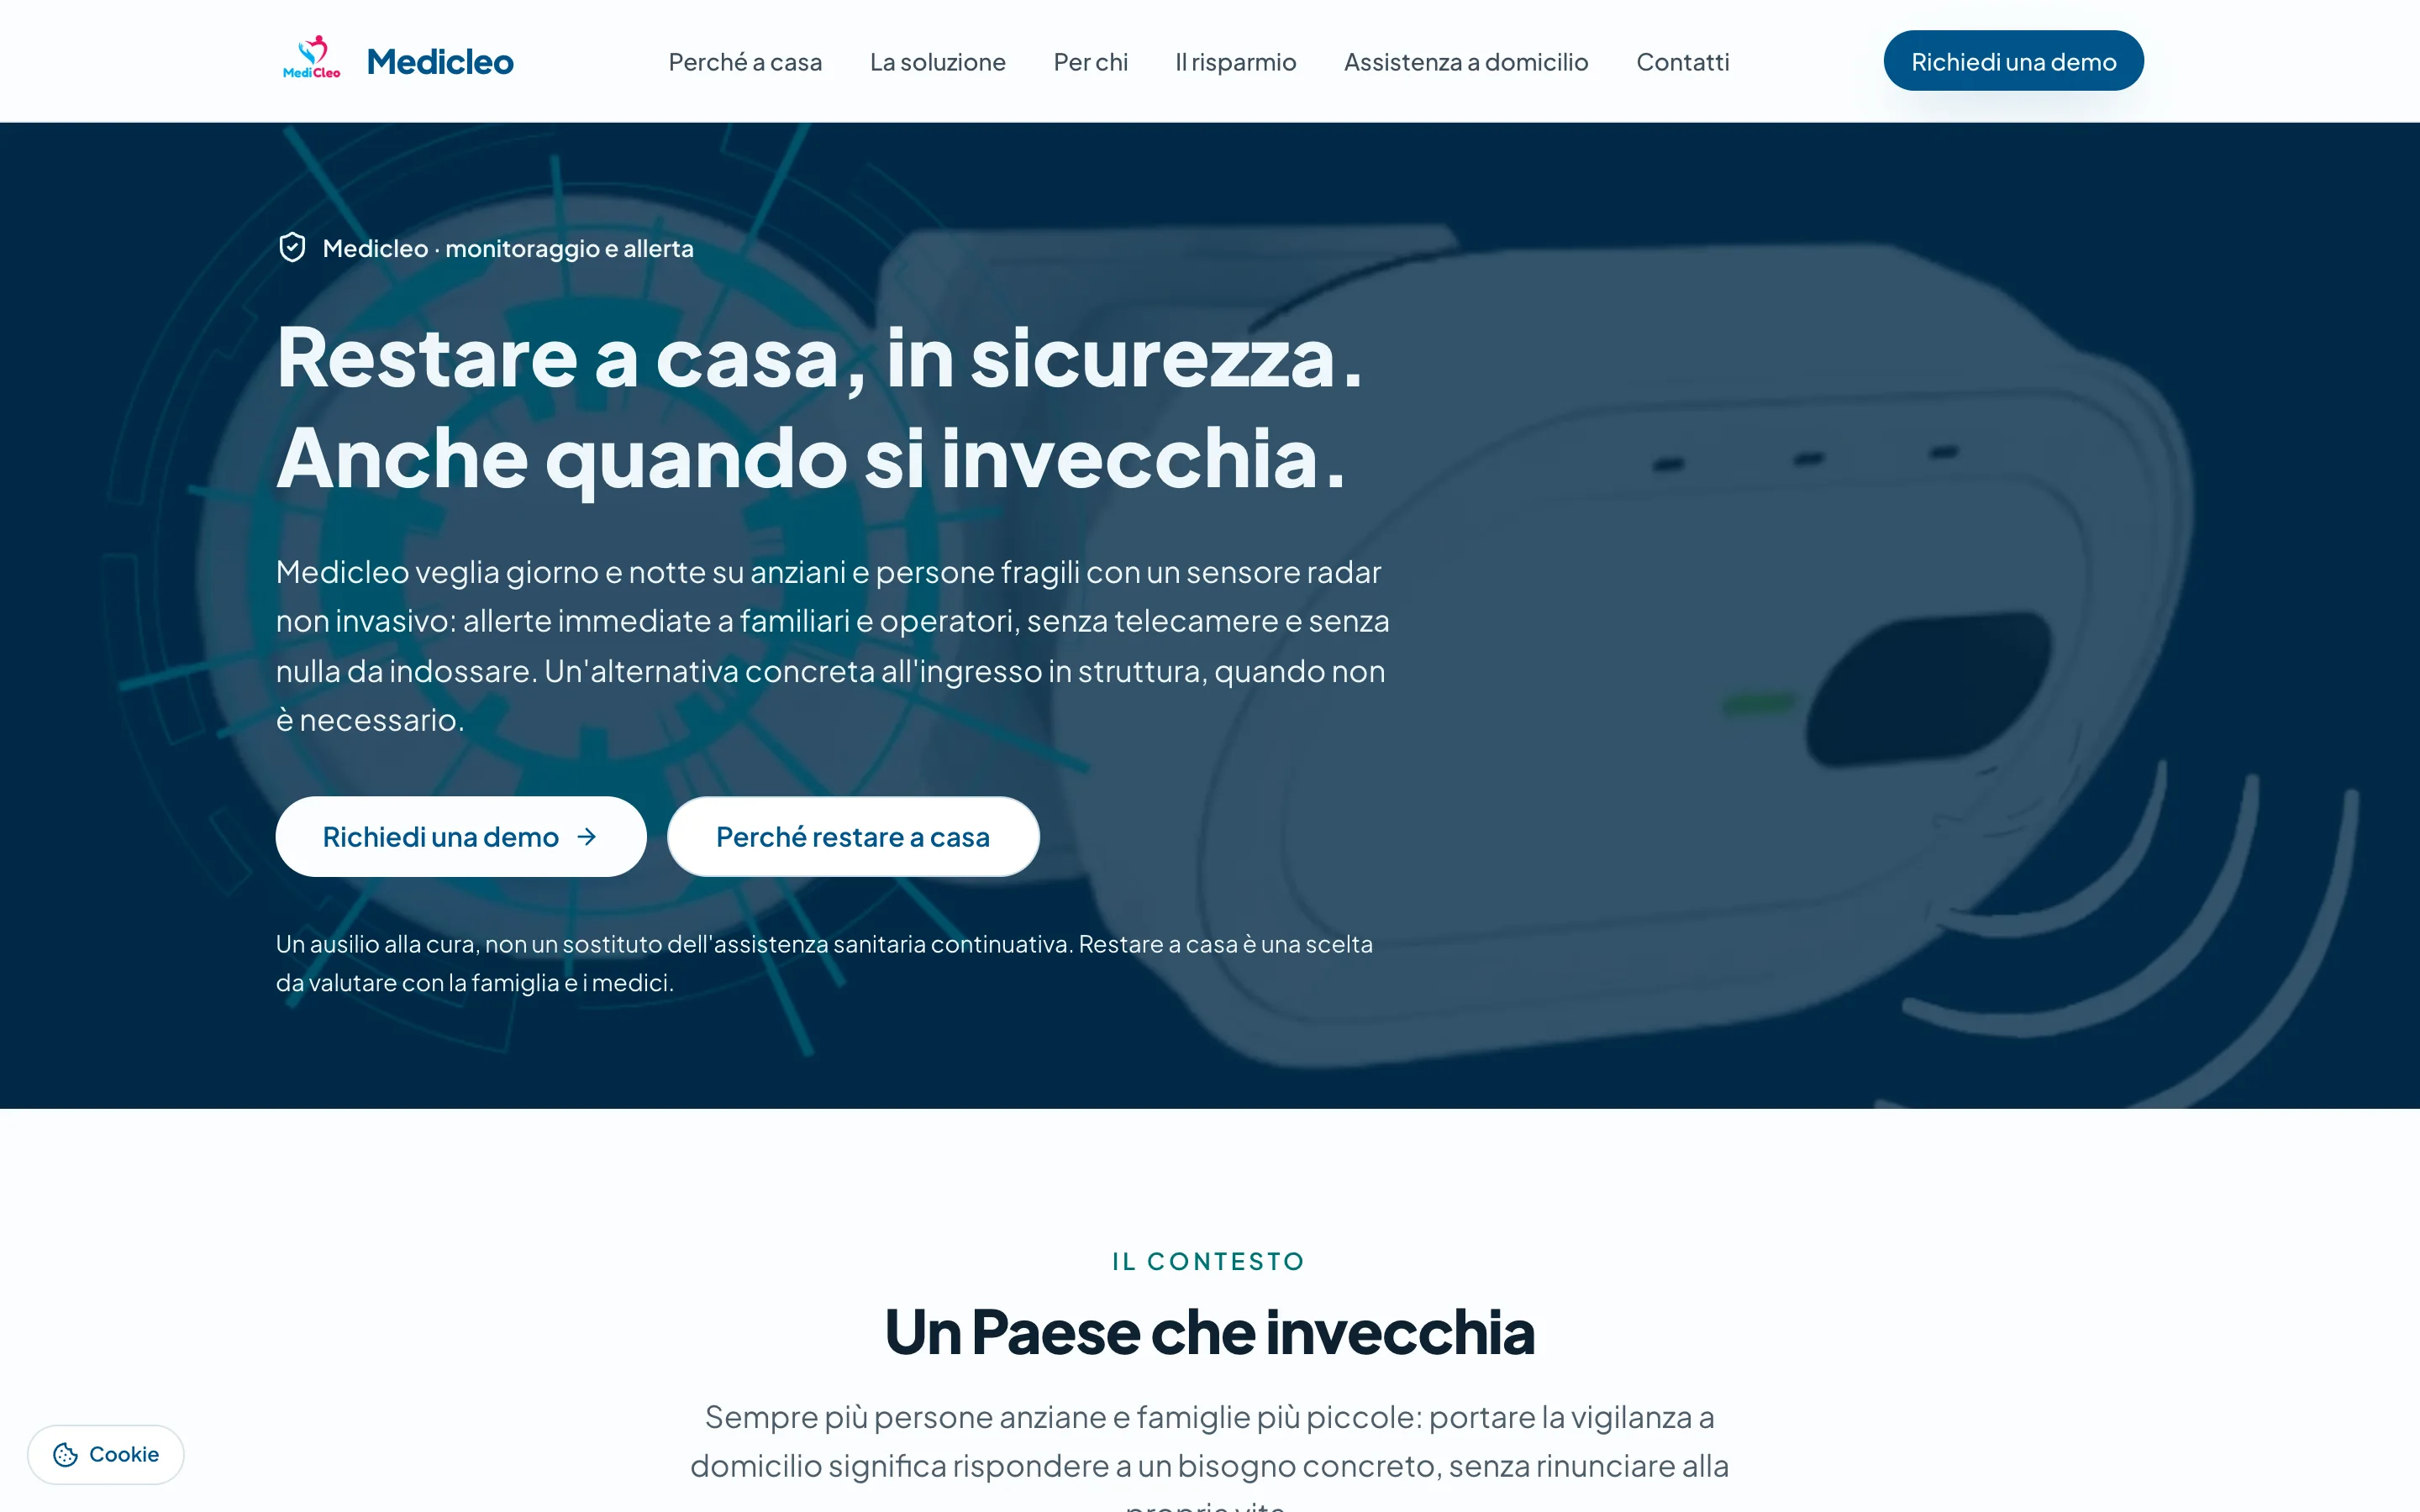 MediCleo
Medicleo
Perché a casa
La soluzione
Per chi
Il risparmio
Assistenza a domicilio
Contatti
Richiedi una demo
Medicleo · monitoraggio e allerta
Restare a casa, in sicurezza.
Anche quando si invecchia.
Medicleo veglia giorno e notte su anziani e persone fragili con un sensore radar
non invasivo: allerte immediate a familiari e operatori, senza telecamere e senza
nulla da indossare. Un'alternativa concreta all'ingresso in struttura, quando non
è necessario.
Richiedi una demo
Perché restare a casa
Un ausilio alla cura, non un sostituto dell'assistenza sanitaria continuativa. Restare a casa è una scelta
da valutare con la famiglia e i medici.
IL CONTESTO
Un Paese che invecchia
Sempre più persone anziane e famiglie più piccole: portare la vigilanza a
domicilio significa rispondere a un bisogno concreto, senza rinunciare alla
propria vita.
Cookie